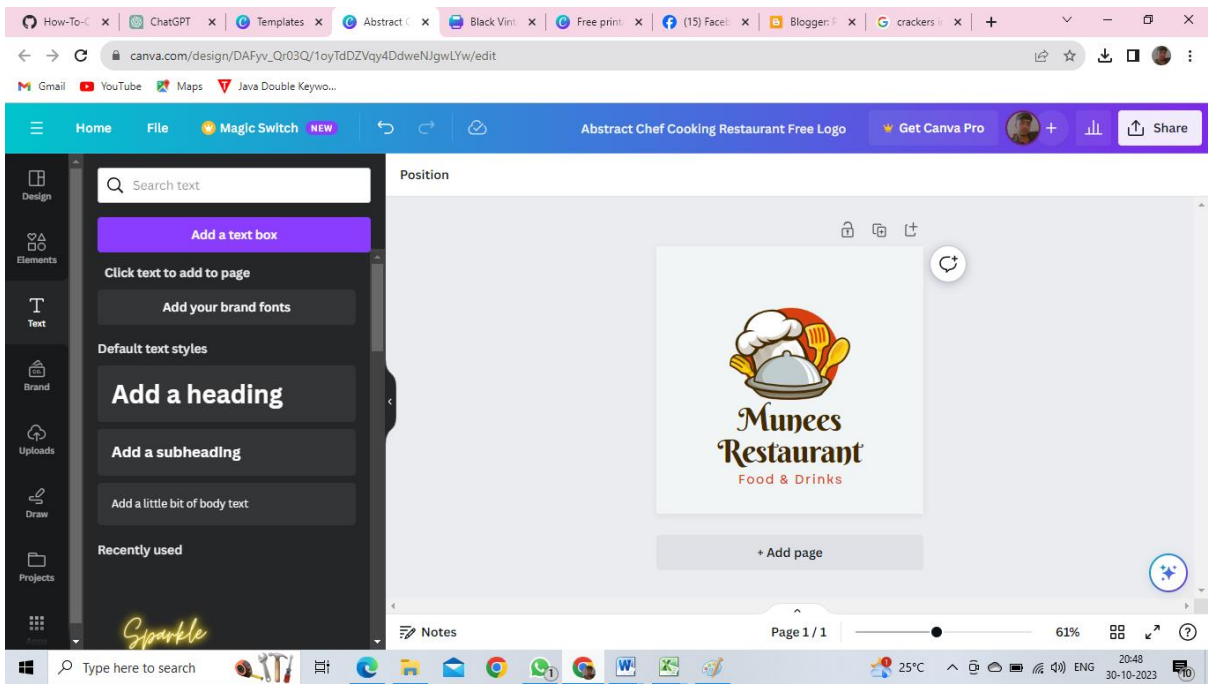 How-To-C
ChatGPT
Templates
Abstract C
Black Vint
Free print
(15) Faceb
Blogger: P
crackers i
canva.com/design/DAFyv_Qr03Q/1oyTdDZVqy4DdweNJgwLYw/edit
Gmail YouTube Maps Java Double Keywo...
Home File Magic Switch NEW Abstract Chef Cooking Restaurant Free Logo Get Canva Pro + Share
Design
Elements
Text
Brand
Uploads
Draw
Projects
Apps
Search text
Add a text box
Click text to add to page
Add your brand fonts
Default text styles
Add a heading
Add a subheading
Add a little bit of body text
Recently used
Sparkle
Position
Munees
Restaurant
Food & Drinks
+ Add page
Notes Page 1 / 1 61%
Type here to search 25°C ENG 20:48
30-10-2023